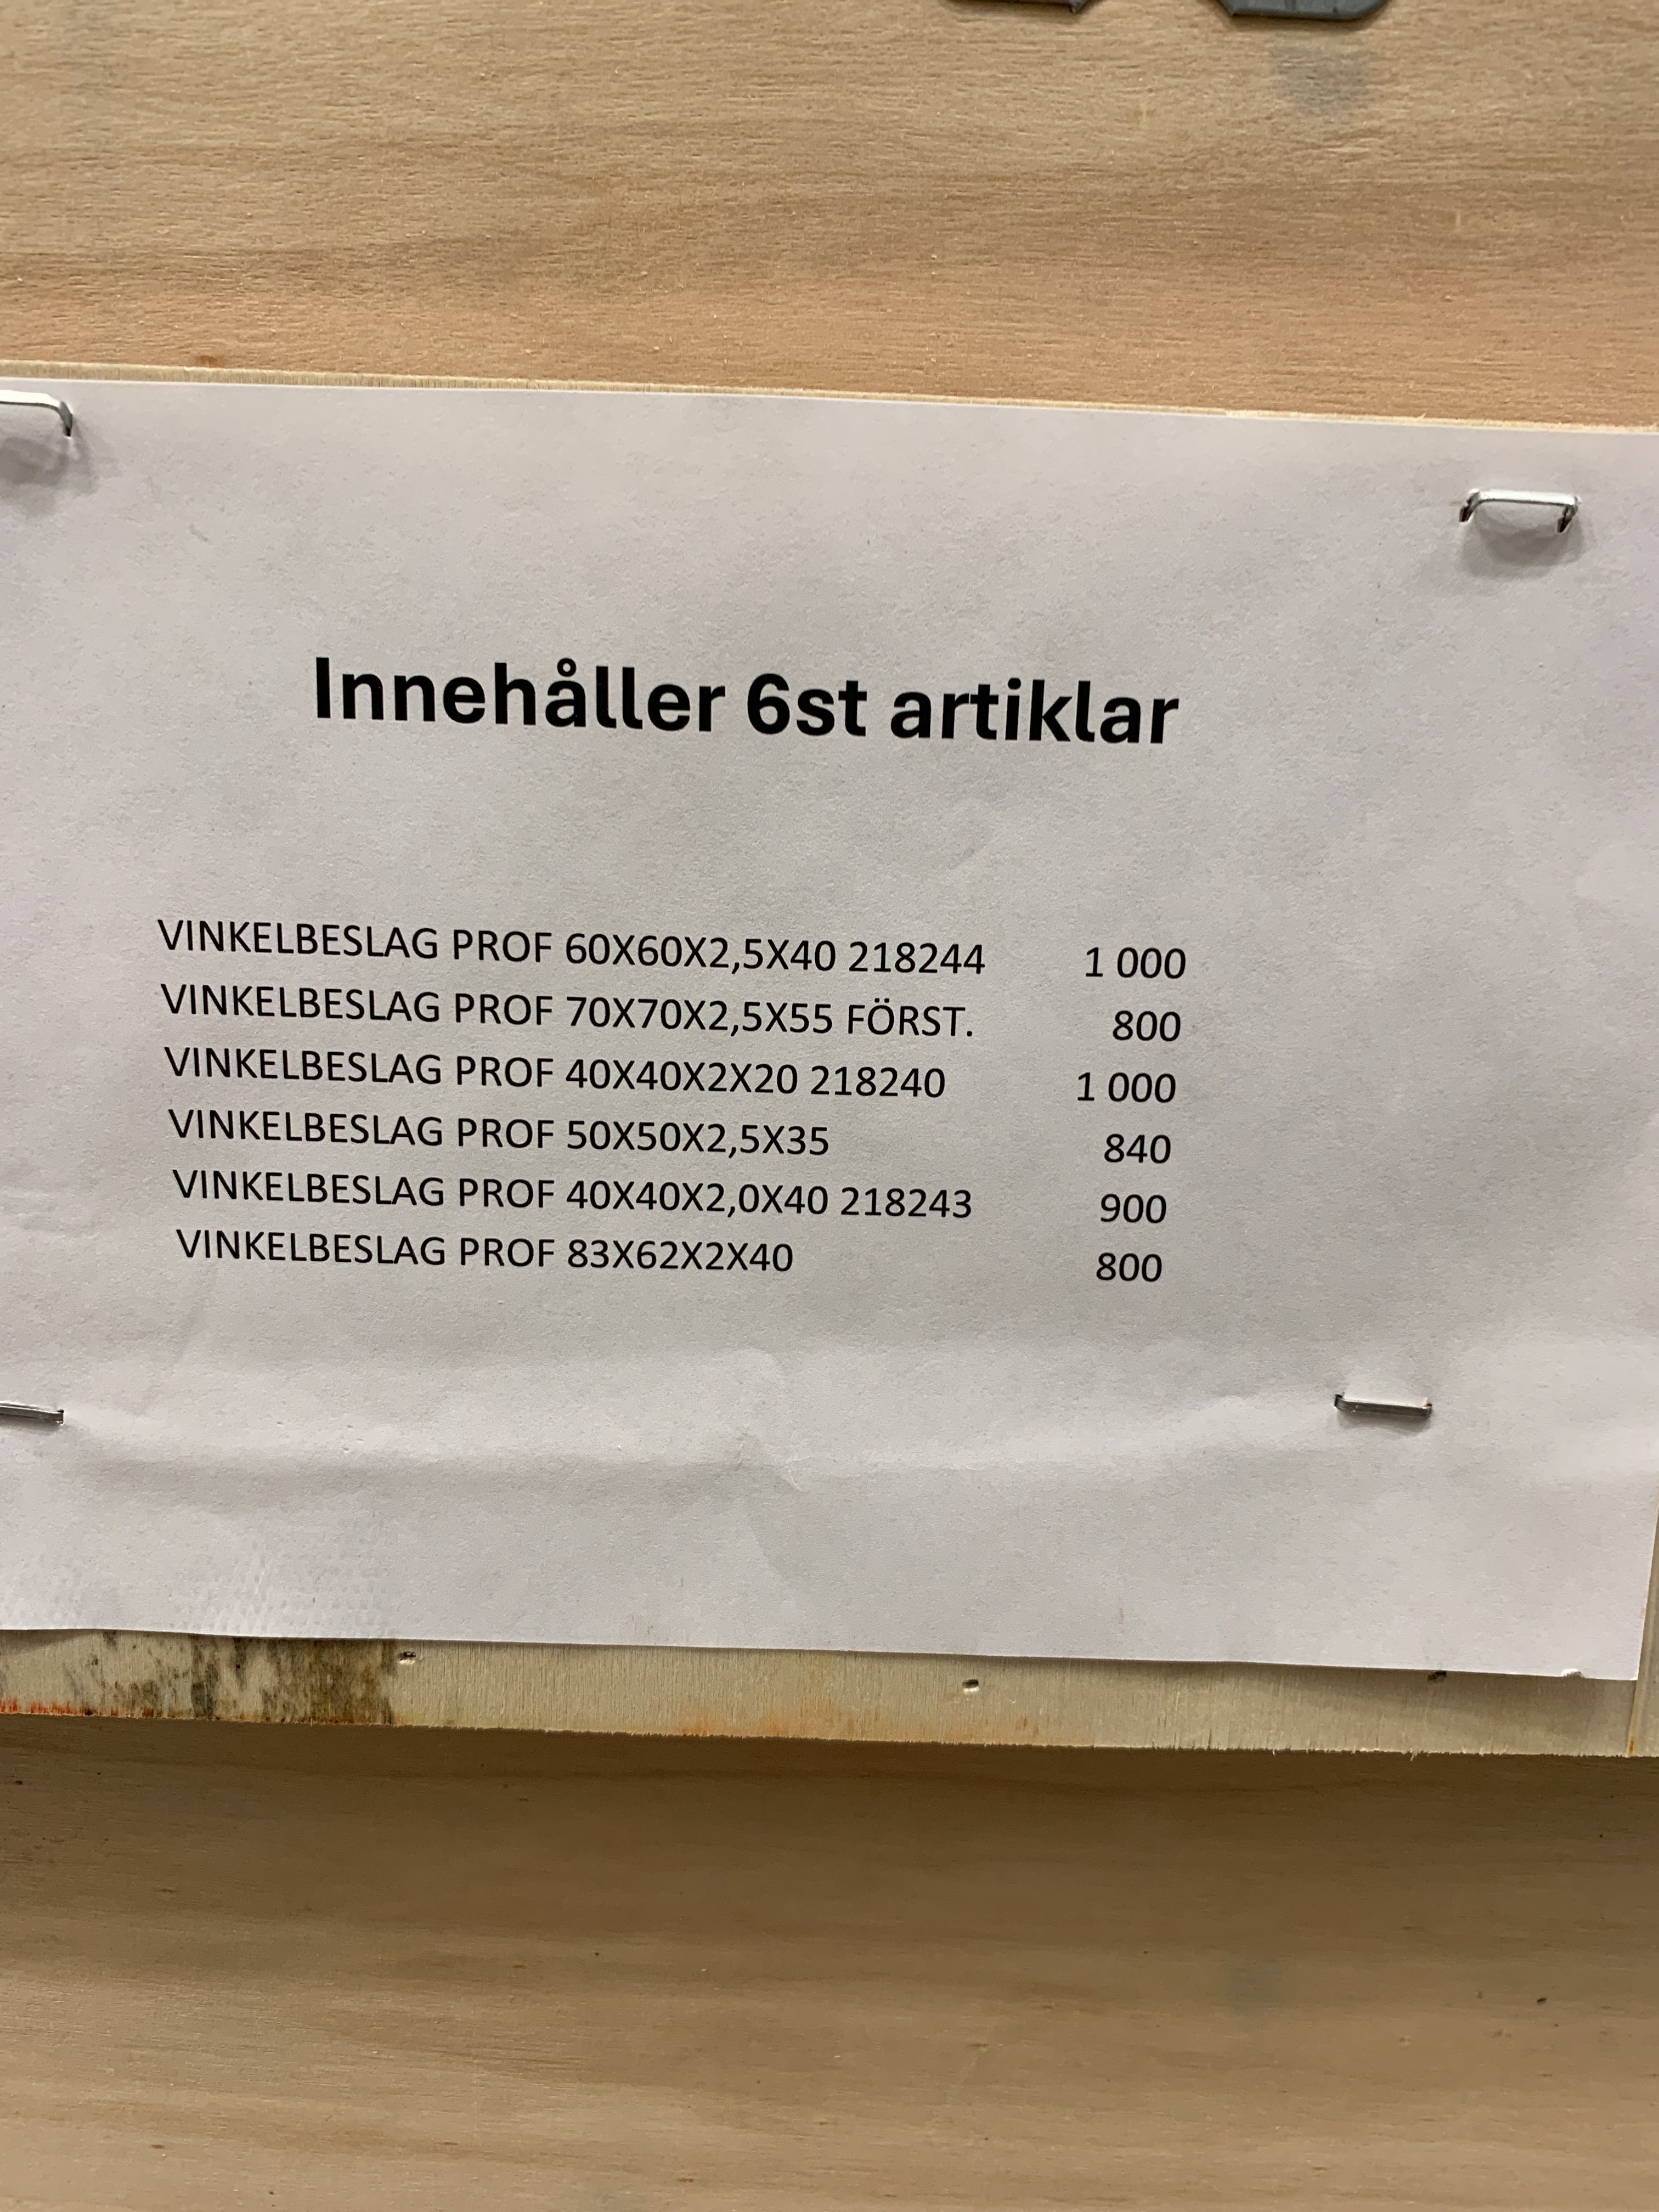 Innehåller 6st artiklar
VINKELBESLAG PROF 60X60X2,5X40 218244 1 000
VINKELBESLAG PROF 70X70X2,5X55 FÖRST. 800
VINKELBESLAG PROF 40X40X2X20 218240 1 000
VINKELBESLAG PROF 50X50X2,5X35 840
VINKELBESLAG PROF 40X40X2,0X40 218243 900
VINKELBESLAG PROF 83X62X2X40 800